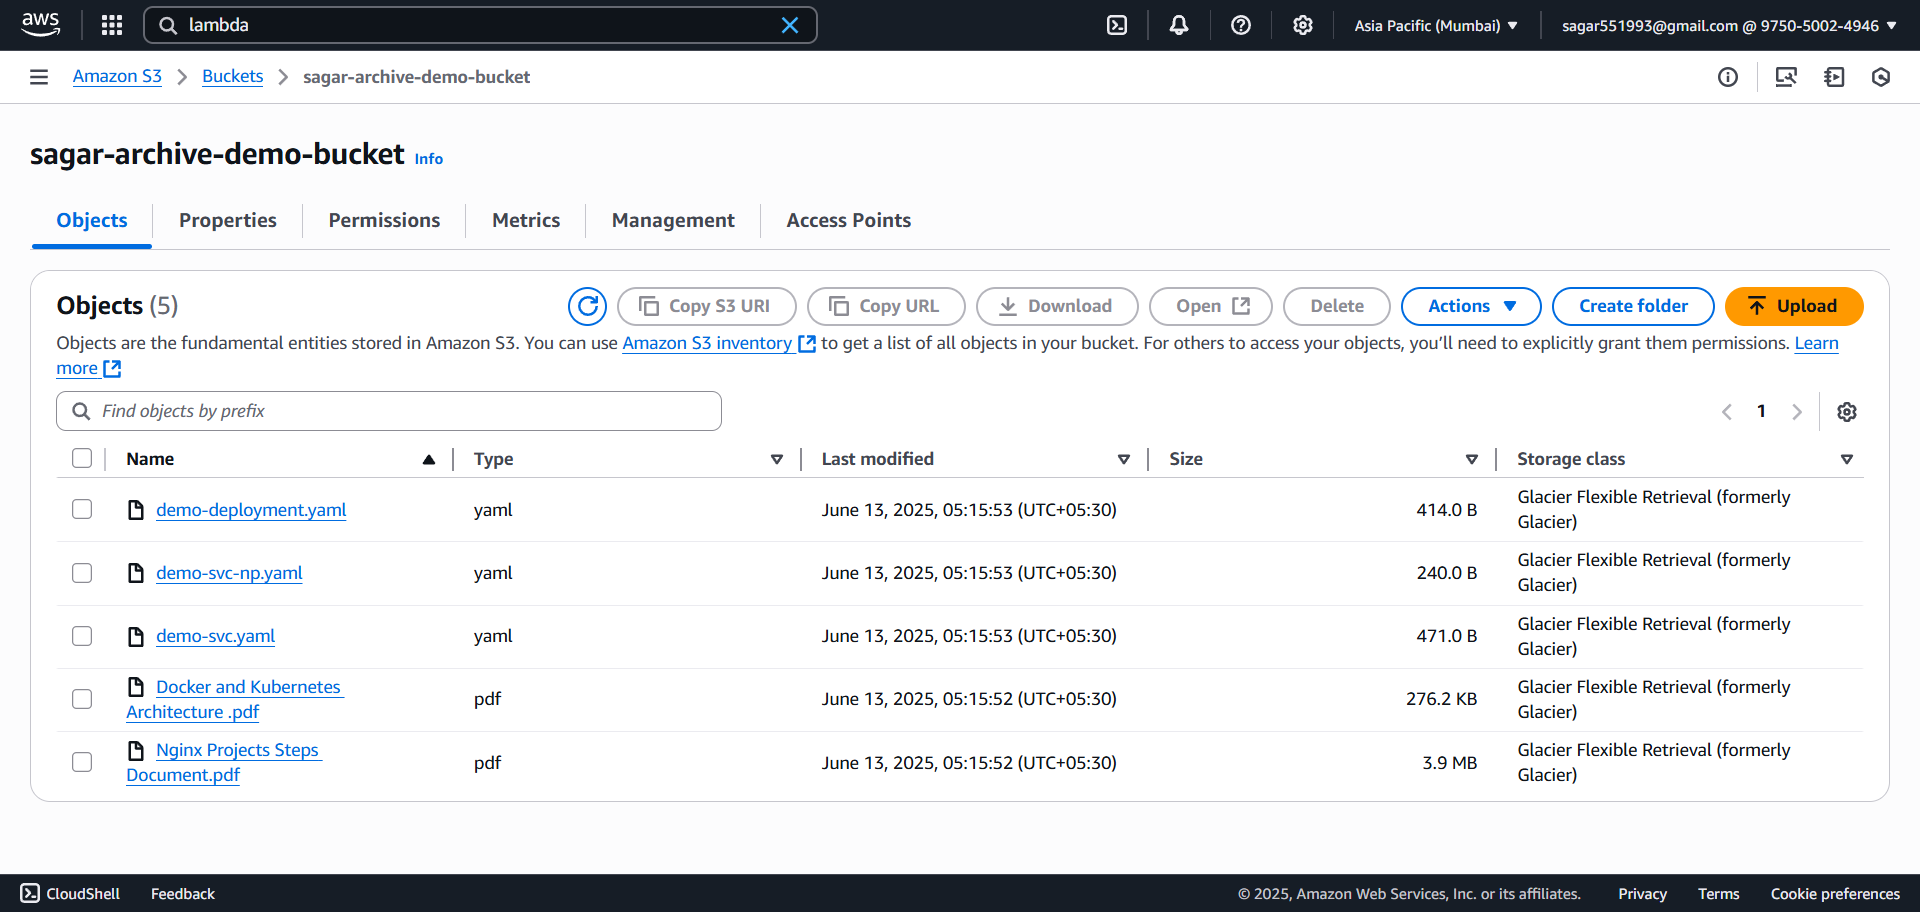 aws
lambda
Asia Pacific (Mumbai)
sagar551993@gmail.com @ 9750-5002-4946
Amazon S3
Buckets
sagar-archive-demo-bucket
sagar-archive-demo-bucket Info
Objects
Properties
Permissions
Metrics
Management
Access Points
Objects (5)
Copy S3 URI
Copy URL
Download
Open
Delete
Actions
Create folder
Upload
Objects are the fundamental entities stored in Amazon S3. You can use Amazon S3 inventory to get a list of all objects in your bucket. For others to access your objects, you’ll need to explicitly grant them permissions. Learn
more
Find objects by prefix
1
Name Type Last modified Size Storage class
demo-deployment.yaml yaml June 13, 2025, 05:15:53 (UTC+05:30) 414.0 B Glacier Flexible Retrieval (formerly
Glacier)
demo-svc-np.yaml yaml June 13, 2025, 05:15:53 (UTC+05:30) 240.0 B Glacier Flexible Retrieval (formerly
Glacier)
demo-svc.yaml yaml June 13, 2025, 05:15:53 (UTC+05:30) 471.0 B Glacier Flexible Retrieval (formerly
Glacier)
Docker and Kubernetes
Architecture .pdf
pdf June 13, 2025, 05:15:52 (UTC+05:30) 276.2 KB
Glacier Flexible Retrieval (formerly
Glacier)
Nginx Projects Steps
Document.pdf
pdf June 13, 2025, 05:15:52 (UTC+05:30) 3.9 MB
Glacier Flexible Retrieval (formerly
Glacier)
CloudShell
Feedback
© 2025, Amazon Web Services, Inc. or its affiliates.
Privacy
Terms
Cookie preferences